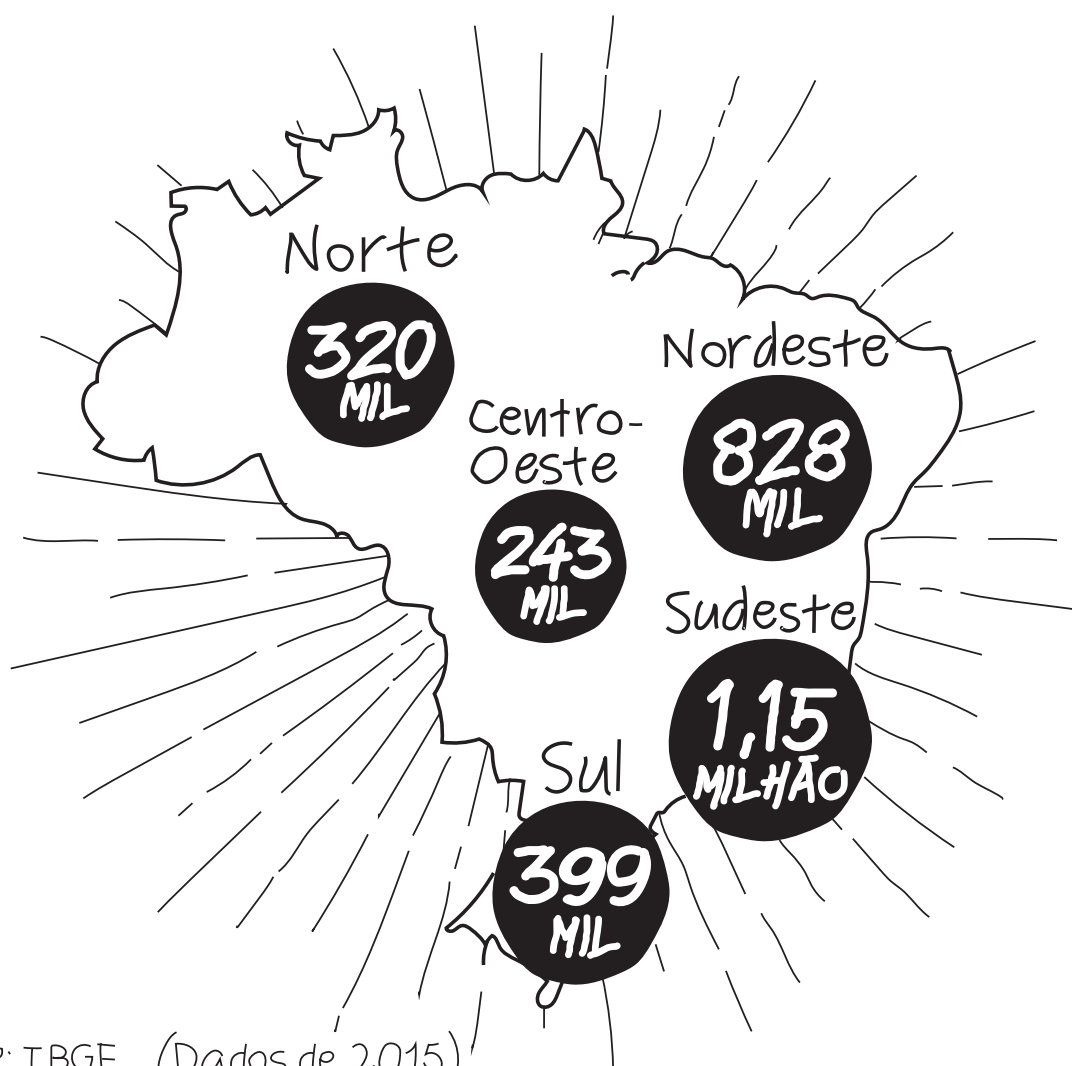 Norte
320
MIL
Nordeste
828
MIL
Centro-
Oeste
243
MIL
Sudeste
1,15
MILHÃO
Sul
399
MIL
IBGE (Dados de 2015)